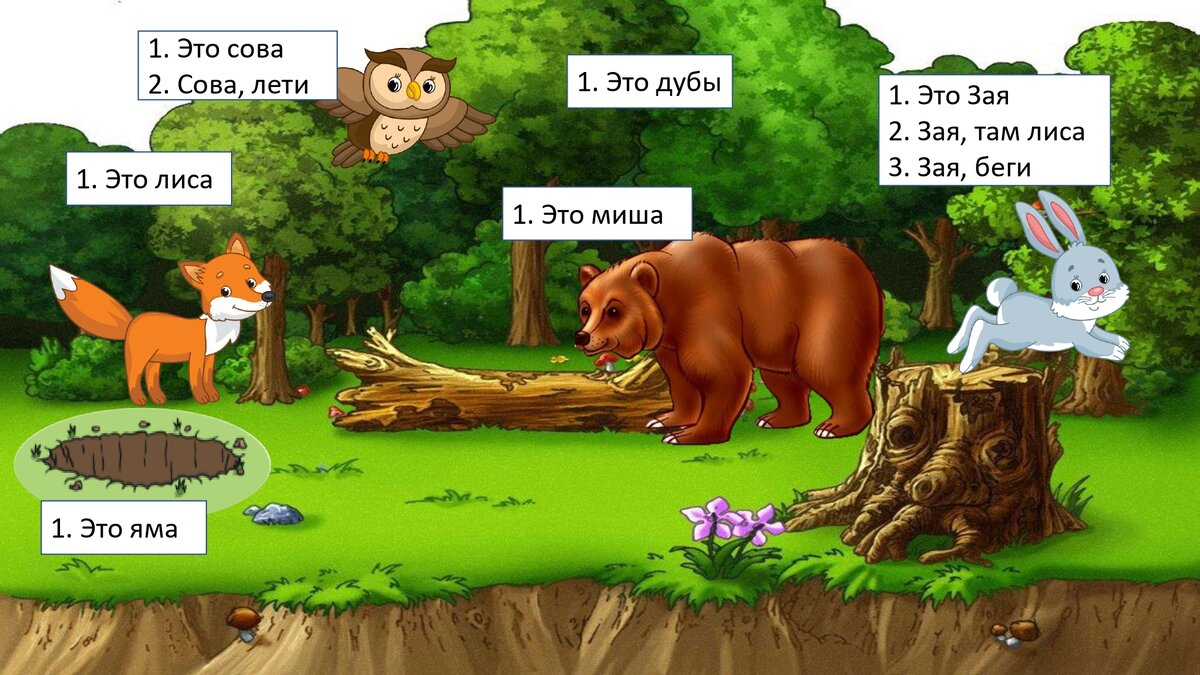 1. Это сова
2. Сова, лети
1. Это дубы
1. Это Зая
2. Зая, там лиса
3. Зая, беги
1. Это лиса
1. Это миша
1. Это яма